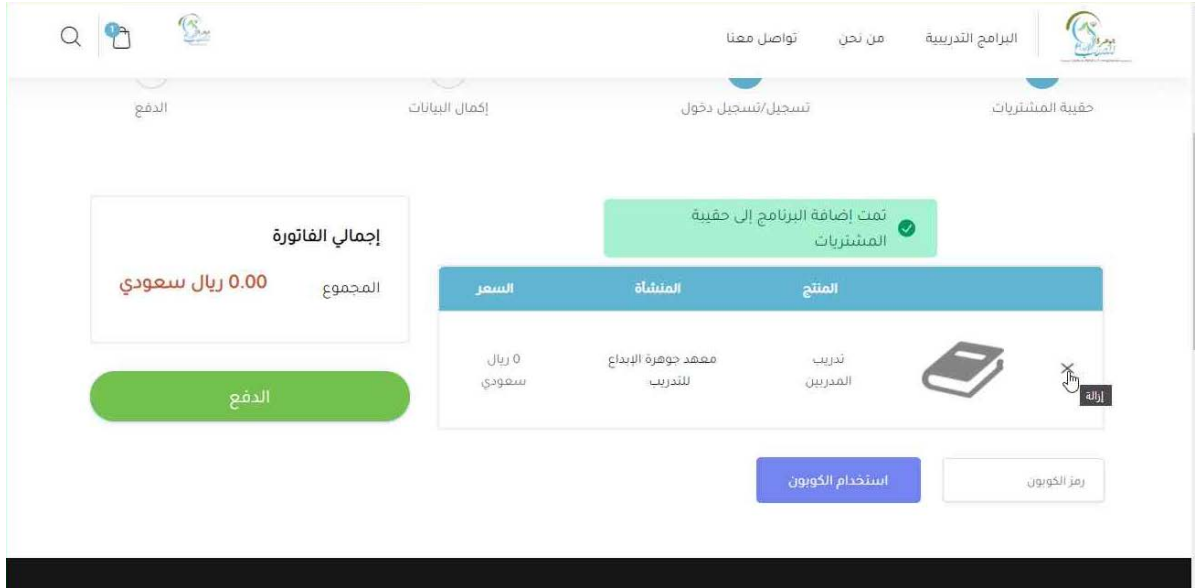 البرامج التدريبية
من نحن
تواصل معنا
1
حقيبة المشتريات
تسجيل/تسجيل دخول
إكمال البيانات
الدفع
تمت إضافة البرنامج إلى حقيبة
المشتريات
المنتج
المنشأة
السعر
تدريب
المدربين
معهد جوهرة الإبداع
للتدريب
0 ريال
سعودي
إزالة
رمز الكوبون
استخدام الكوبون
إجمالي الفاتورة
المجموع
0.00 ريال سعودي
الدفع